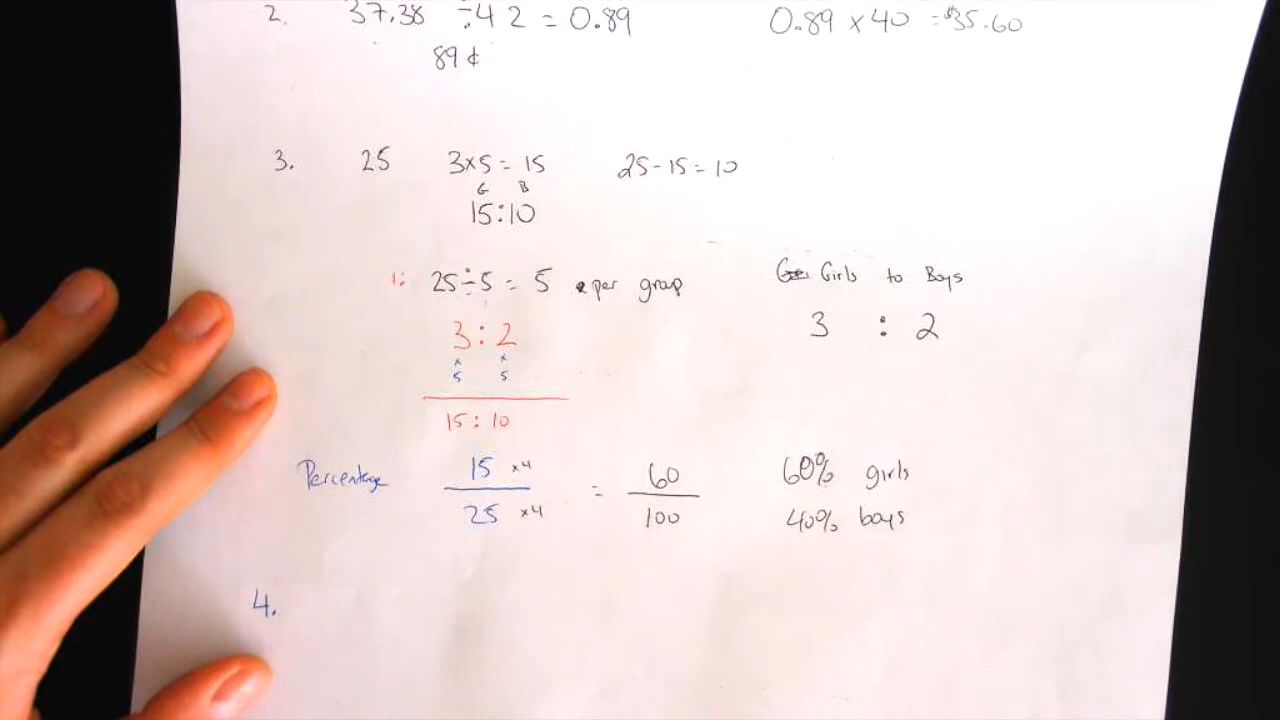 2. 37.38 ÷ 42 = 0.89 0.89 x 40 = $35.60
89¢
3. 25 3x5 = 15 25 - 15 = 10
G B
15:10
1: 25 ÷ 5 = 5 per group Girls to Boys
3:2 3 : 2
x x
5 5
15:10
Percentage 15 x4 = 60 60% girls
25 x4 100 40% boys
4.